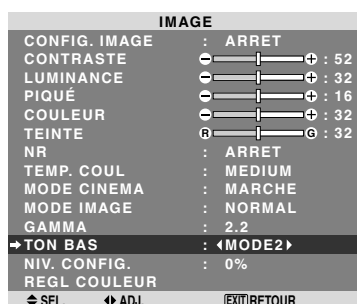 IMAGE
CONFIG. IMAGE : ARRET
CONTRASTE : 52
LUMINANCE : 32
PIQUÉ : 16
COULEUR : 32
TEINTE R G : 32
NR : ARRET
TEMP. COUL : MEDIUM
MODE CINEMA : MARCHE
MODE IMAGE : NORMAL
GAMMA : 2.2
TON BAS : MODE2
NIV. CONFIG. : 0%
REGL COULEUR
SEL. ADJ. EXIT RETOUR